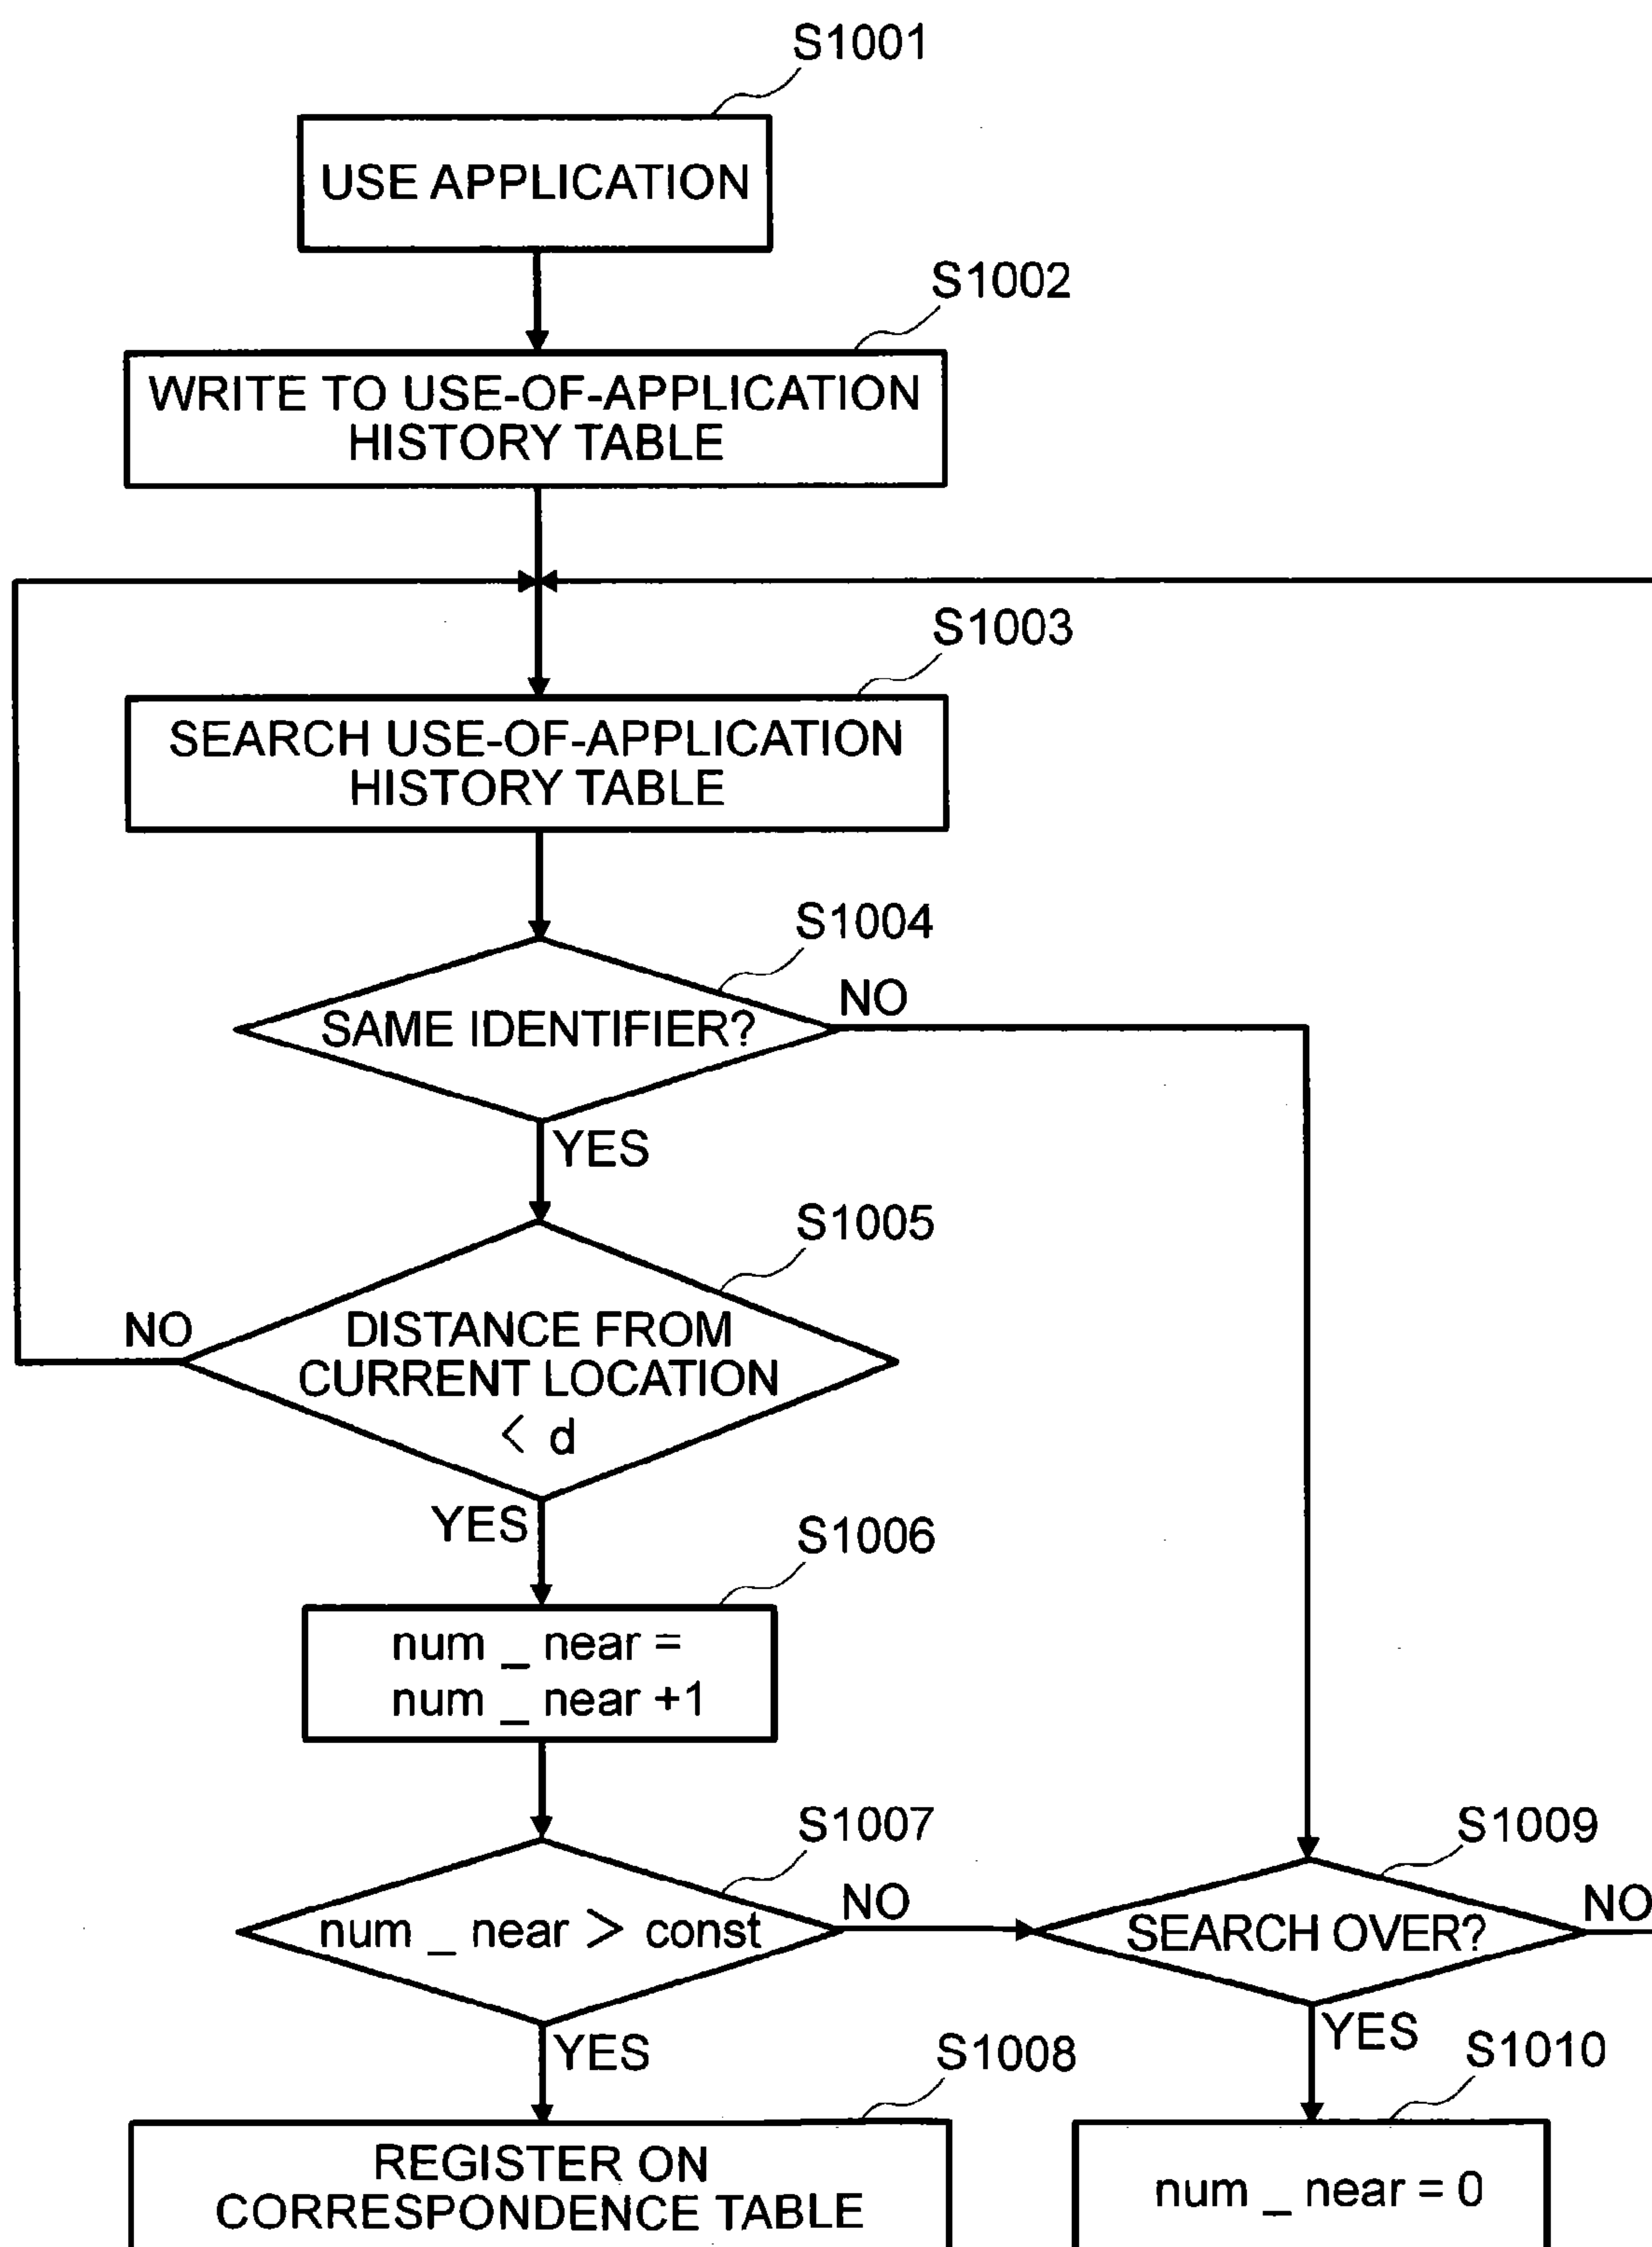 S1001
USE APPLICATION
S1002
WRITE TO USE-OF-APPLICATION
HISTORY TABLE
S1003
SEARCH USE-OF-APPLICATION
HISTORY TABLE
S1004
SAME IDENTIFIER?
NO
YES
S1005
NO
DISTANCE FROM
CURRENT LOCATION
< d
YES
S1006
num _ near =
num _ near +1
S1007
num _ near > const
NO
S1009
SEARCH OVER?
NO
YES
YES
S1008
REGISTER ON
CORRESPONDENCE TABLE
S1010
num _ near = 0